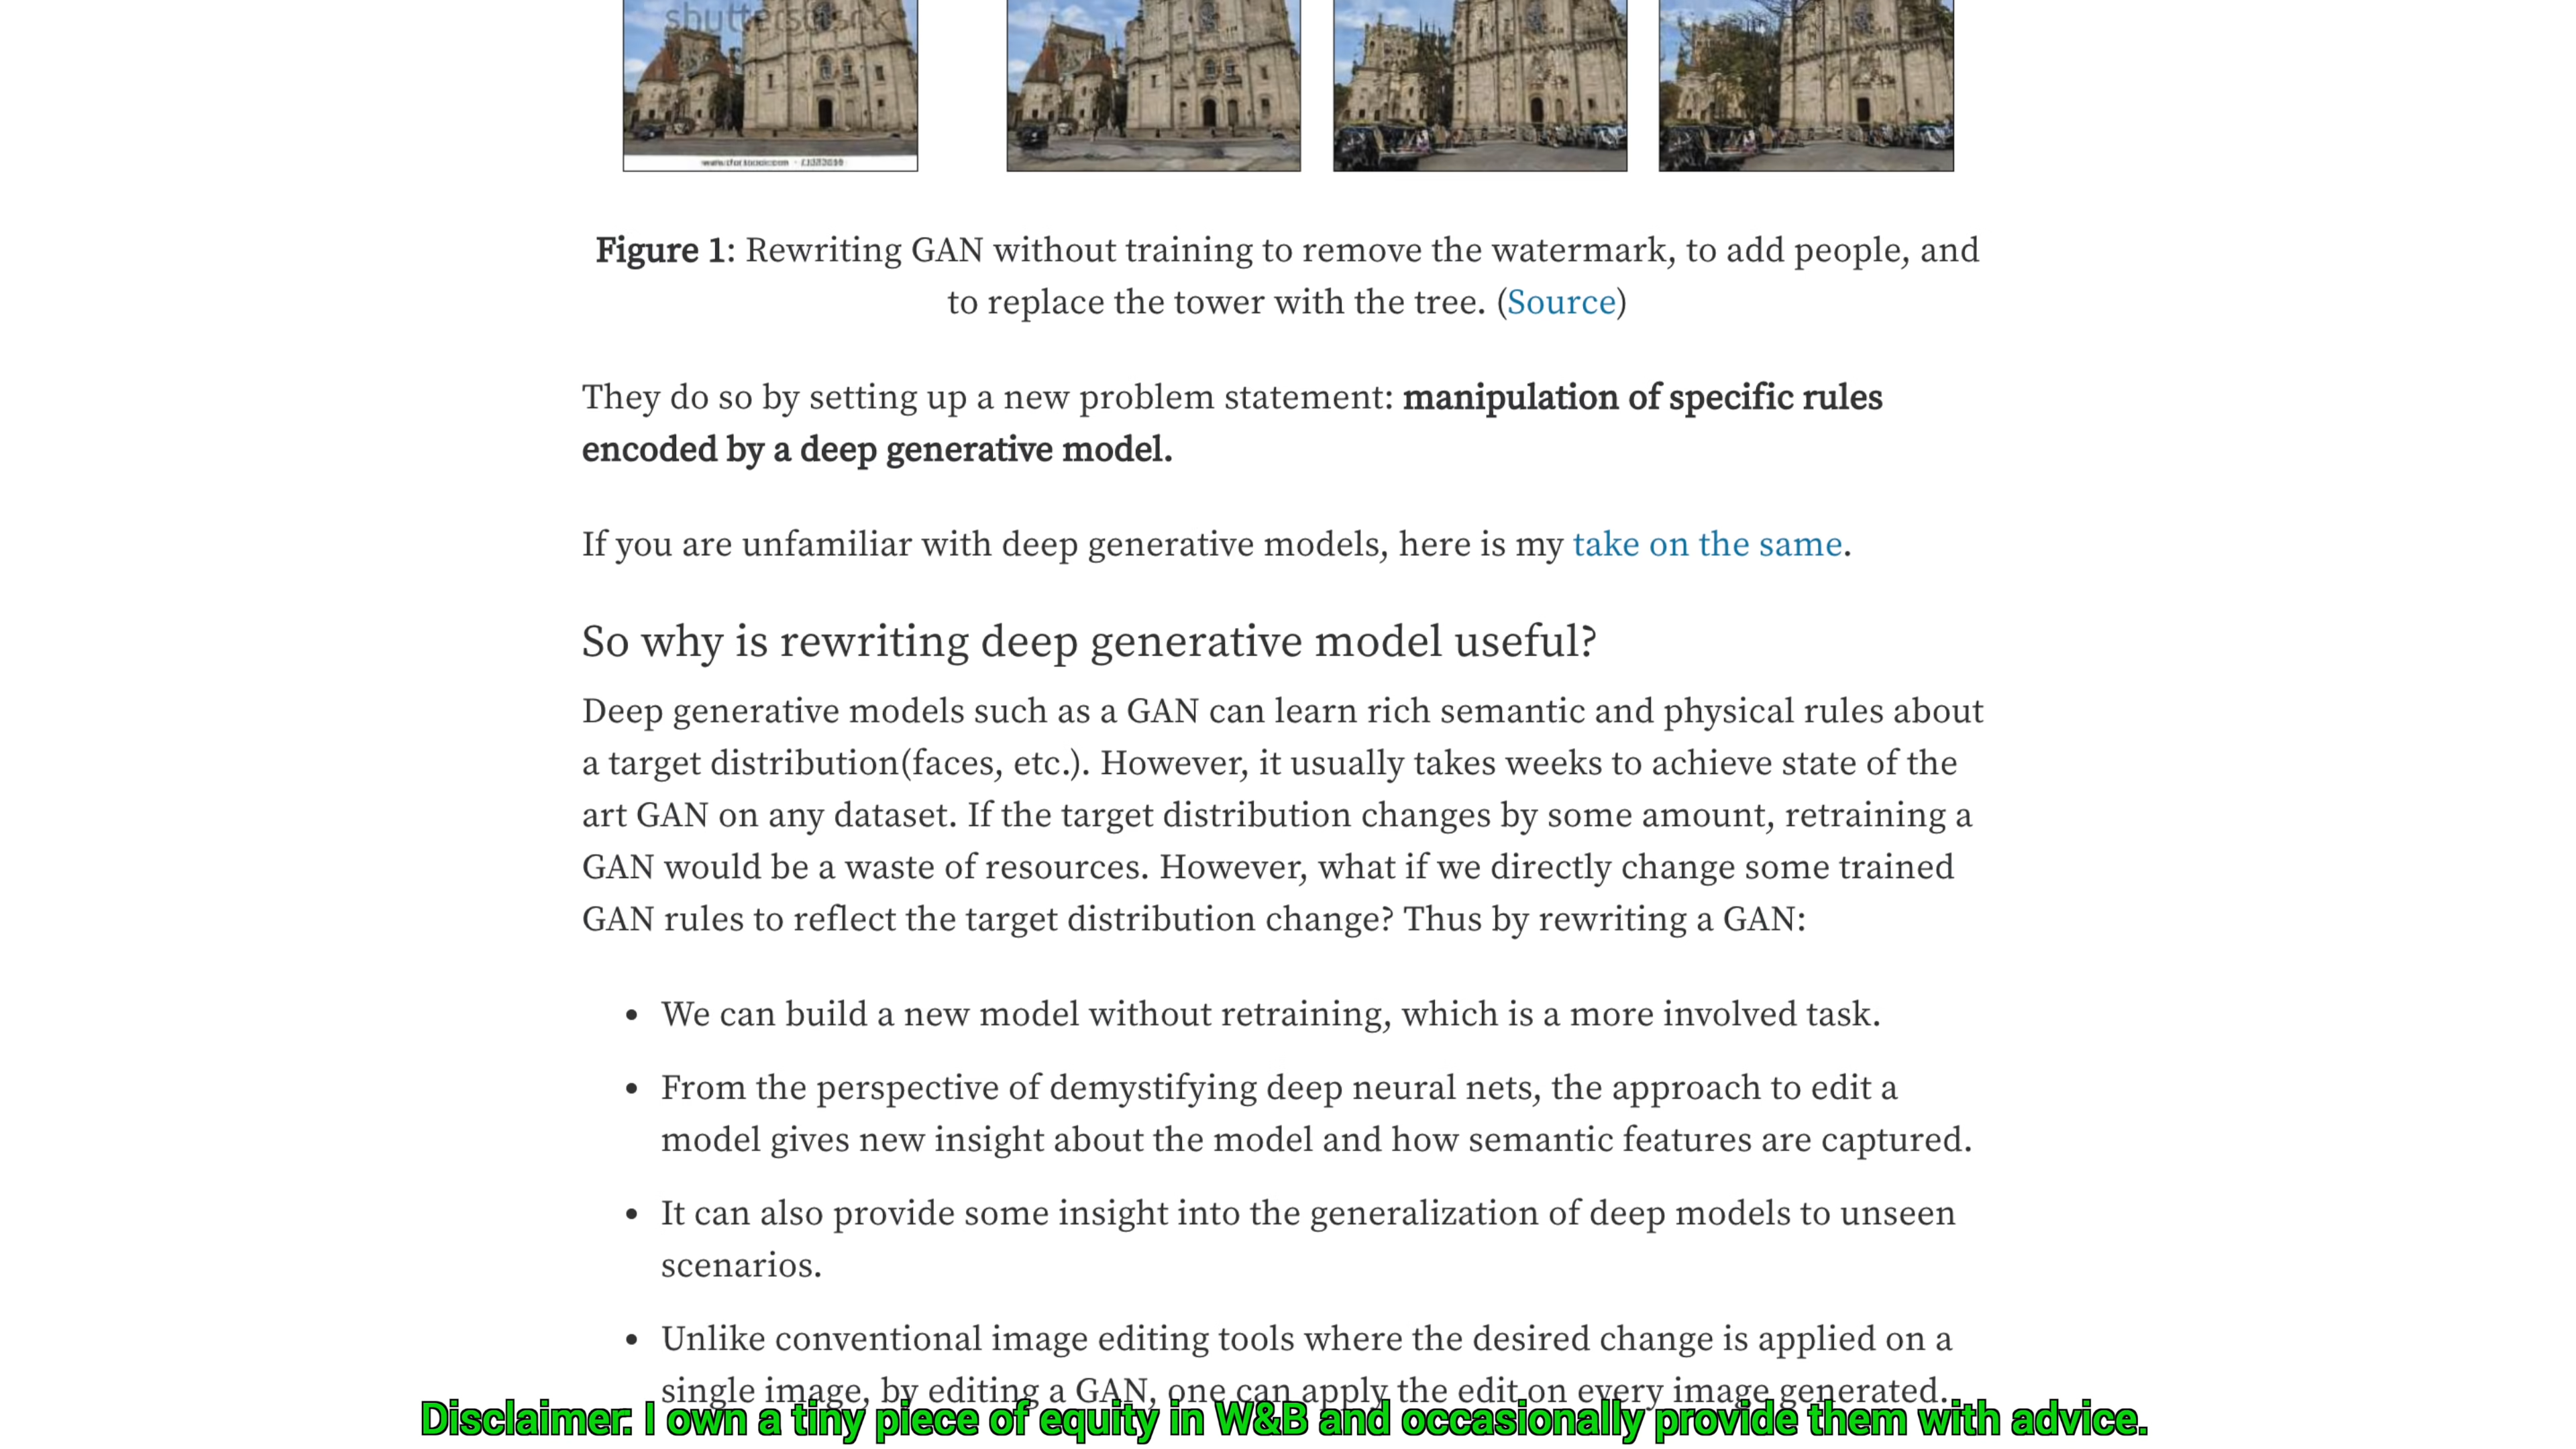 shutterstock
Figure 1: Rewriting GAN without training to remove the watermark, to add people, and
to replace the tower with the tree. (Source)
They do so by setting up a new problem statement: manipulation of specific rules
encoded by a deep generative model.
If you are unfamiliar with deep generative models, here is my take on the same.
So why is rewriting deep generative model useful?
Deep generative models such as a GAN can learn rich semantic and physical rules about
a target distribution(faces, etc.). However, it usually takes weeks to achieve state of the
art GAN on any dataset. If the target distribution changes by some amount, retraining a
GAN would be a waste of resources. However, what if we directly change some trained
GAN rules to reflect the target distribution change? Thus by rewriting a GAN:
• We can build a new model without retraining, which is a more involved task.
• From the perspective of demystifying deep neural nets, the approach to edit a
model gives new insight about the model and how semantic features are captured.
• It can also provide some insight into the generalization of deep models to unseen
scenarios.
• Unlike conventional image editing tools where the desired change is applied on a
single image, by editing a GAN, one can apply the edit on every image generated.
Disclaimer: I own a tiny piece of equity in W&B and occasionally provide them with advice.